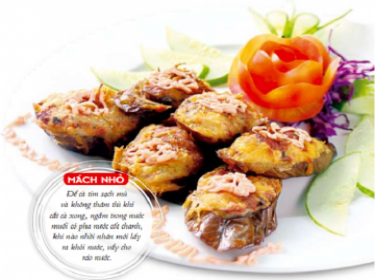 MÁCH NHỎ
Để cà tím sạch mủ
và không thâm thì khi
cắt cà xong, ngâm trong nước
muối có pha nước cốt chanh,
khi nào nhồi nhân mới lấy
ra khỏi nước, vẩy cho
ráo nước.